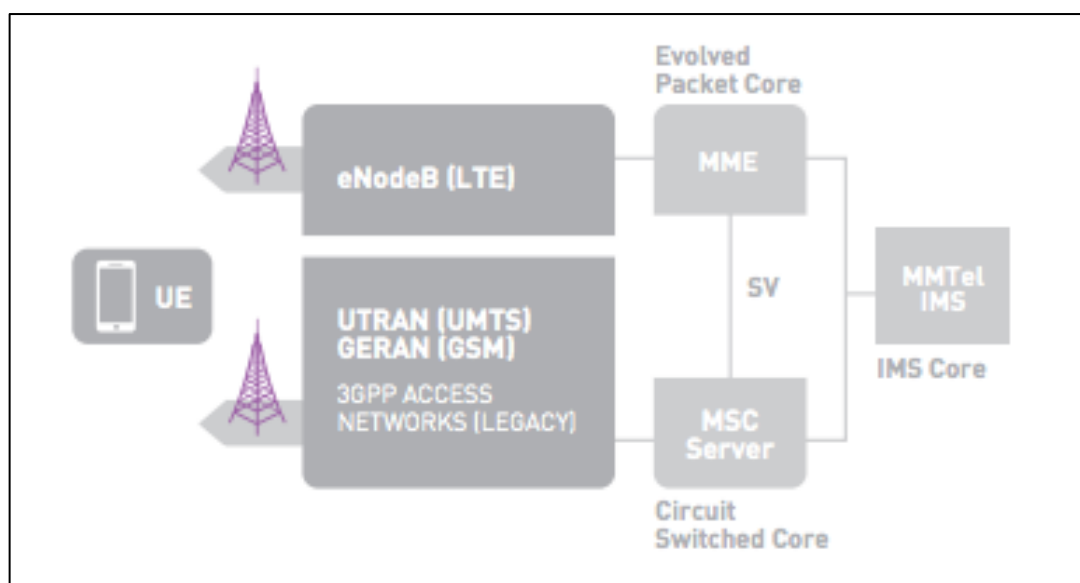 Evolved
Packet Core
eNodeB (LTE)
MME
UE
UTRAN (UMTS)
GERAN (GSM)
3GPP ACCESS
NETWORKS (LEGACY)
SV
MMTel
IMS
IMS Core
MSC
Server
Circuit
Switched Core